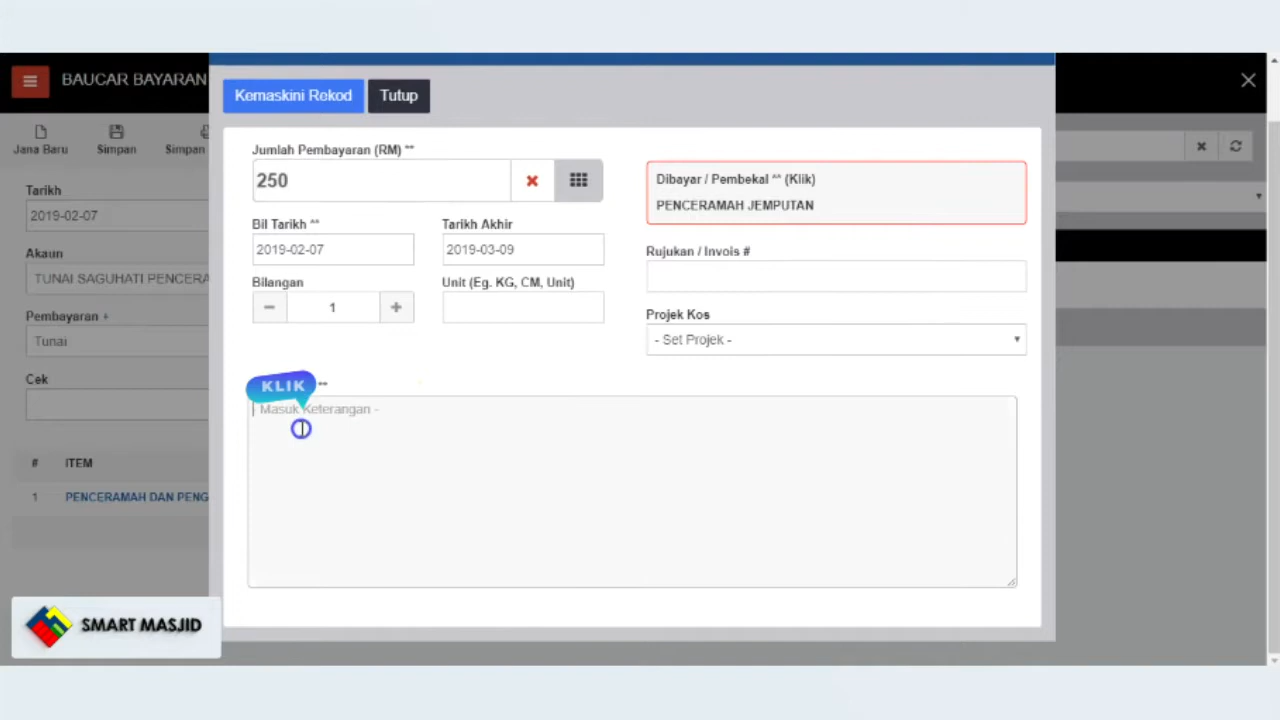 BAUCAR BAYARAN
Jana Baru
Simpan
Simpan
Tarikh
2019-02-07
Akaun
TUNAI SAGUHATI PENCERA
Pembayaran +
Tunai
Cek
# ITEM
1 PENCERAMAH DAN PENG
Kemaskini Rekod
Tutup
Jumlah Pembayaran (RM) **
250
Bil Tarikh **
2019-02-07
Tarikh Akhir
2019-03-09
Bilangan
1
Unit (Eg. KG, CM, Unit)
Dibayar / Pembekal ** (Klik)
PENCERAMAH JEMPUTAN
Rujukan / Invois #
Projek Kos
- Set Projek -
KLIK **
Masuk Keterangan -
SMART MASJID